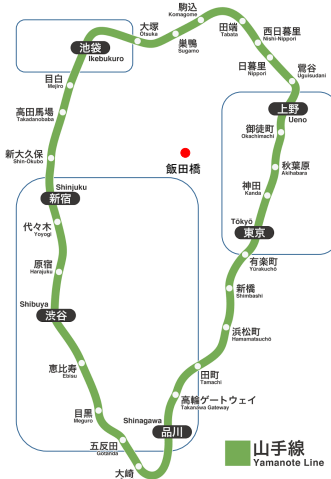 駒込
Komagome
大塚
Ōtsuka
巣鴨
Sugamo
田端
Tabata
西日暮里
Nishi-Nippori
日暮里
Nippori
鶯谷
Uguisudani
池袋
Ikebukuro
目白
Mejiro
高田馬場
Takadanobaba
新大久保
Shin-Ōkubo
上野
Ueno
御徒町
Okachimachi
秋葉原
Akihabara
神田
Kanda
Tōkyō
東京
飯田橋
Shinjuku
新宿
代々木
Yoyogi
原宿
Harajuku
Shibuya
渋谷
恵比寿
Ebisu
目黒
Meguro
五反田
Gotanda
大崎
有楽町
Yūrakuchō
新橋
Shimbashi
浜松町
Hamamatsuchō
田町
Tamachi
高輪ゲートウェイ
Takanawa Gateway
Shinagawa
品川
山手線
Yamanote Line